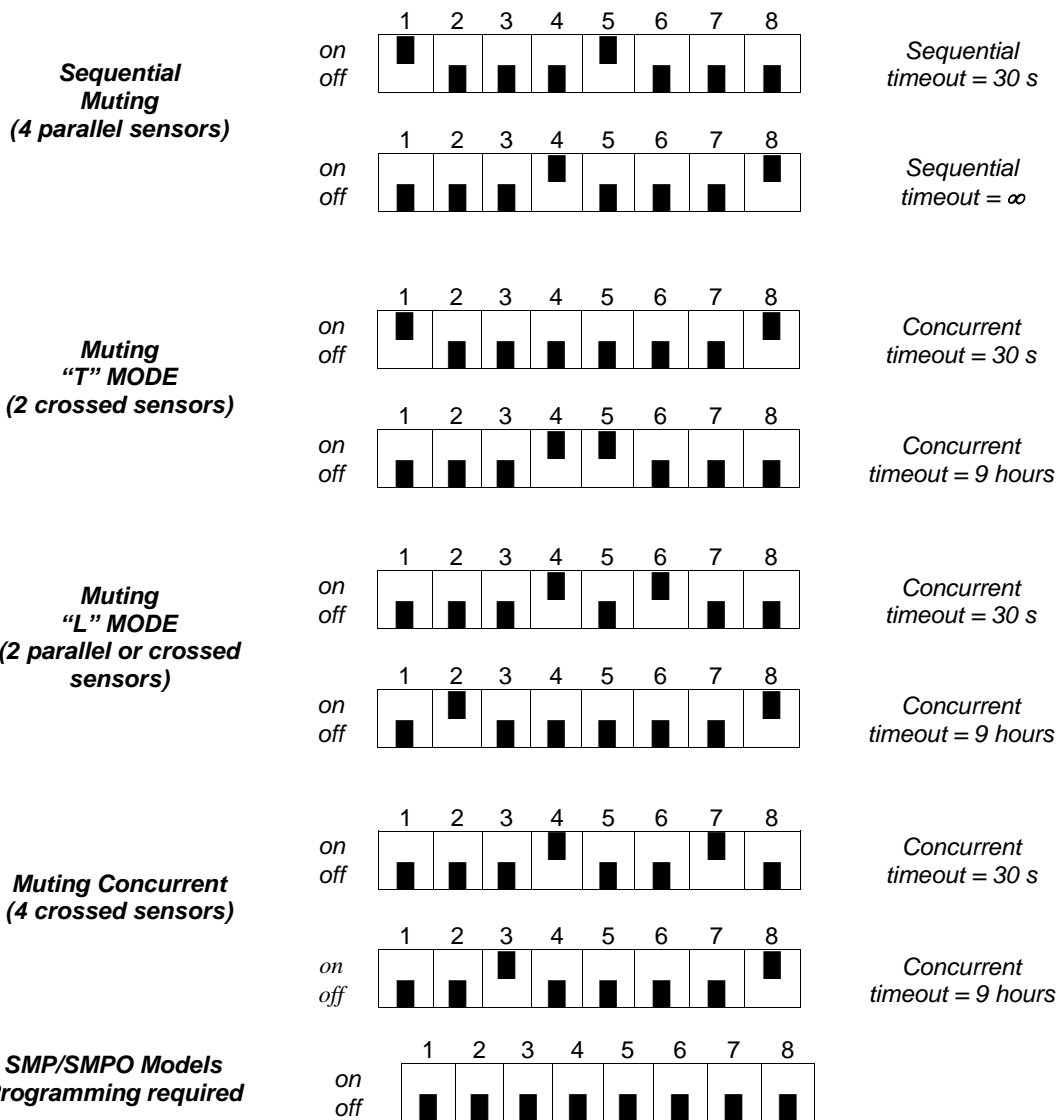 1 2 3 4 5 6 7 8
on
off
Sequential
Muting
(4 parallel sensors)
Sequential
timeout = 30 s
1 2 3 4 5 6 7 8
on
off
Sequential
timeout = ∞
1 2 3 4 5 6 7 8
on
off
Muting
“T” MODE
(2 crossed sensors)
Concurrent
timeout = 30 s
1 2 3 4 5 6 7 8
on
off
Concurrent
timeout = 9 hours
1 2 3 4 5 6 7 8
on
off
Muting
“L” MODE
(2 parallel or crossed
sensors)
Concurrent
timeout = 30 s
1 2 3 4 5 6 7 8
on
off
Concurrent
timeout = 9 hours
1 2 3 4 5 6 7 8
on
off
Muting Concurrent
(4 crossed sensors)
Concurrent
timeout = 30 s
1 2 3 4 5 6 7 8
on
off
Concurrent
timeout = 9 hours
SMP/SMPO Models
Programming required
1 2 3 4 5 6 7 8
on
off